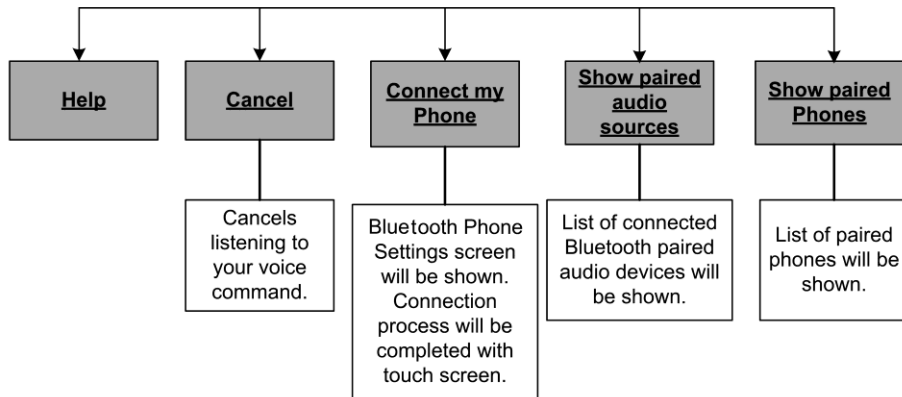 Help
Cancel
Connect my
Phone
Show paired
audio
sources
Show paired
Phones
Cancels
listening to
your voice
command.
Bluetooth Phone
Settings screen
will be shown.
Connection
process will be
completed with
touch screen.
List of connected
Bluetooth paired
audio devices will
be shown.
List of paired
phones will be
shown.